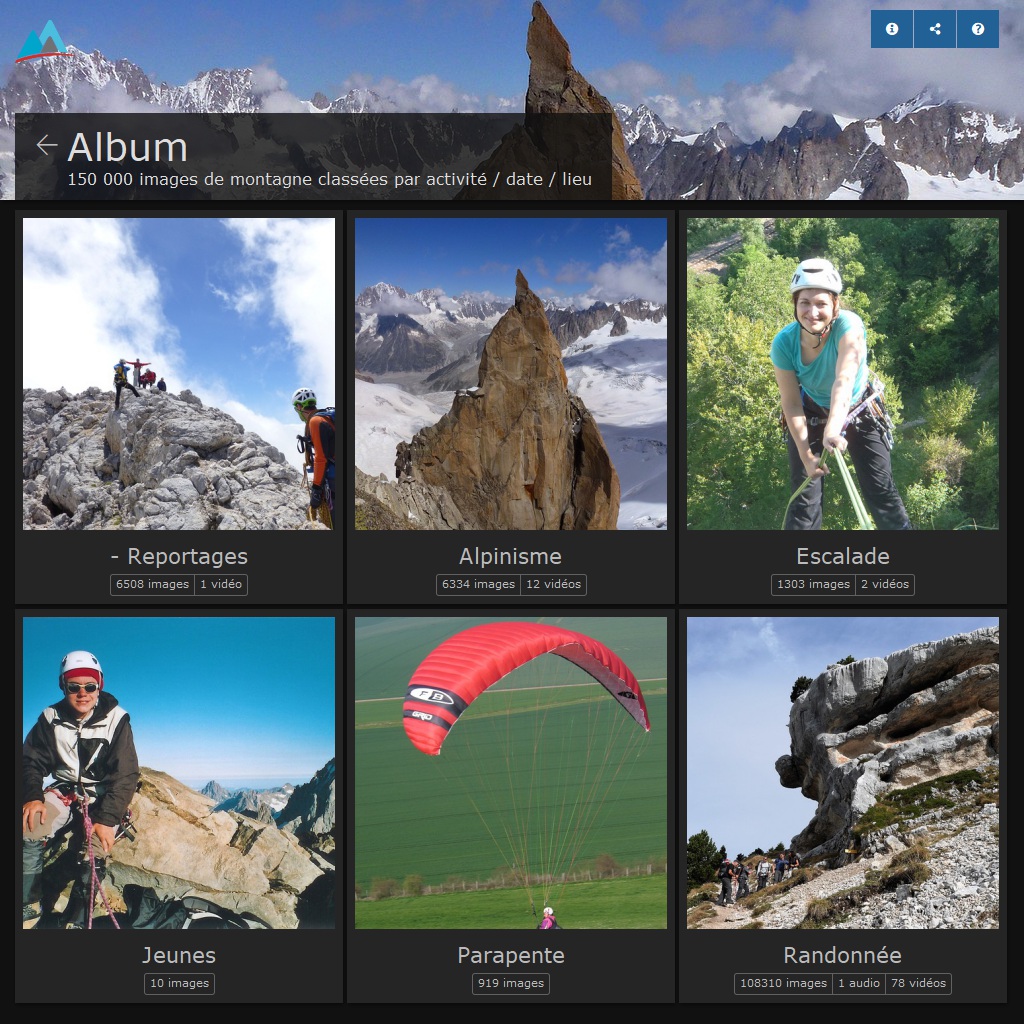 Album
150 000 images de montagne classées par activité / date / lieu
- Reportages
6508 images 1 vidéo
Alpinisme
6334 images 12 vidéos
Escalade
1303 images 2 vidéos
Jeunes
10 images
Parapente
919 images
Randonnée
108310 images 1 audio 78 vidéos